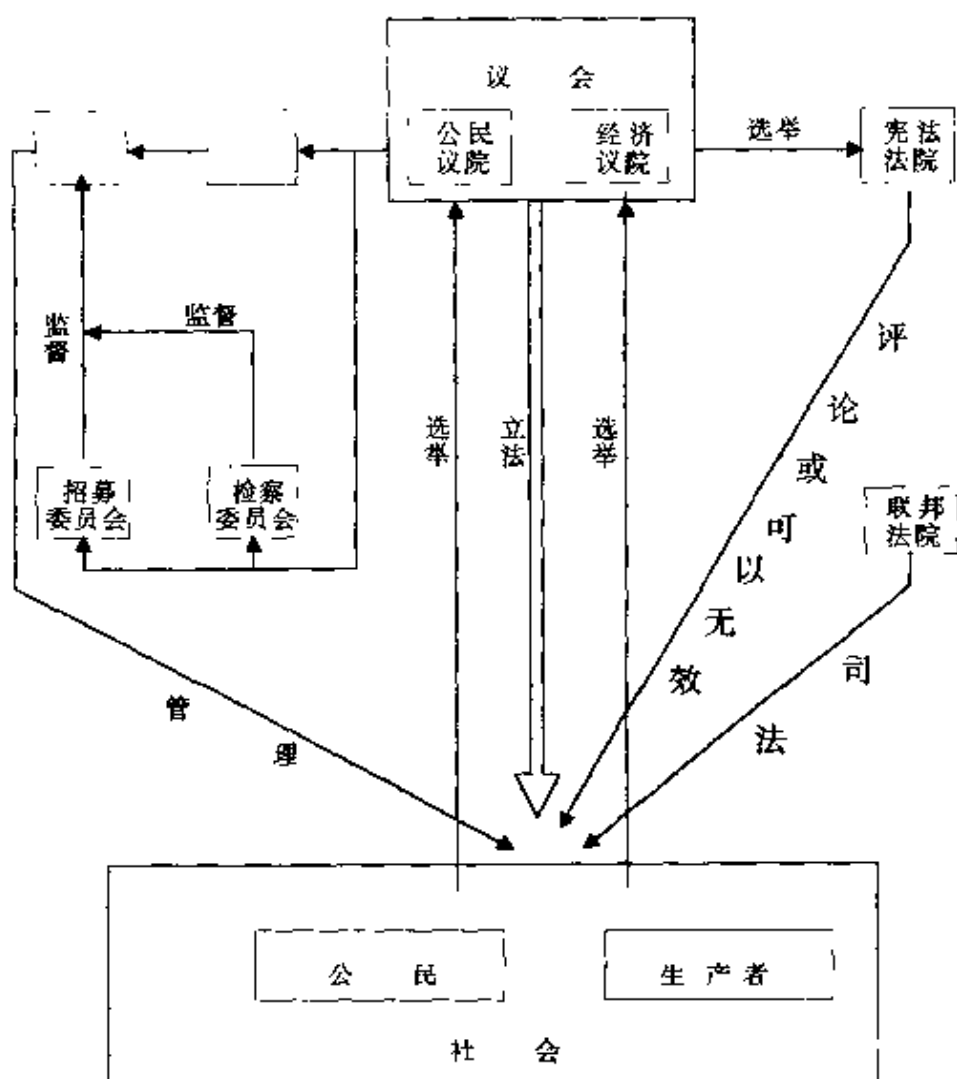 议会
公民
议院
经济
议院
选举
宪法
法院
监督
监督
选举
立法
选举
评论或可以无效
招募
委员会
检察
委员会
联邦
法院
司法
管理
公民
生产者
社会